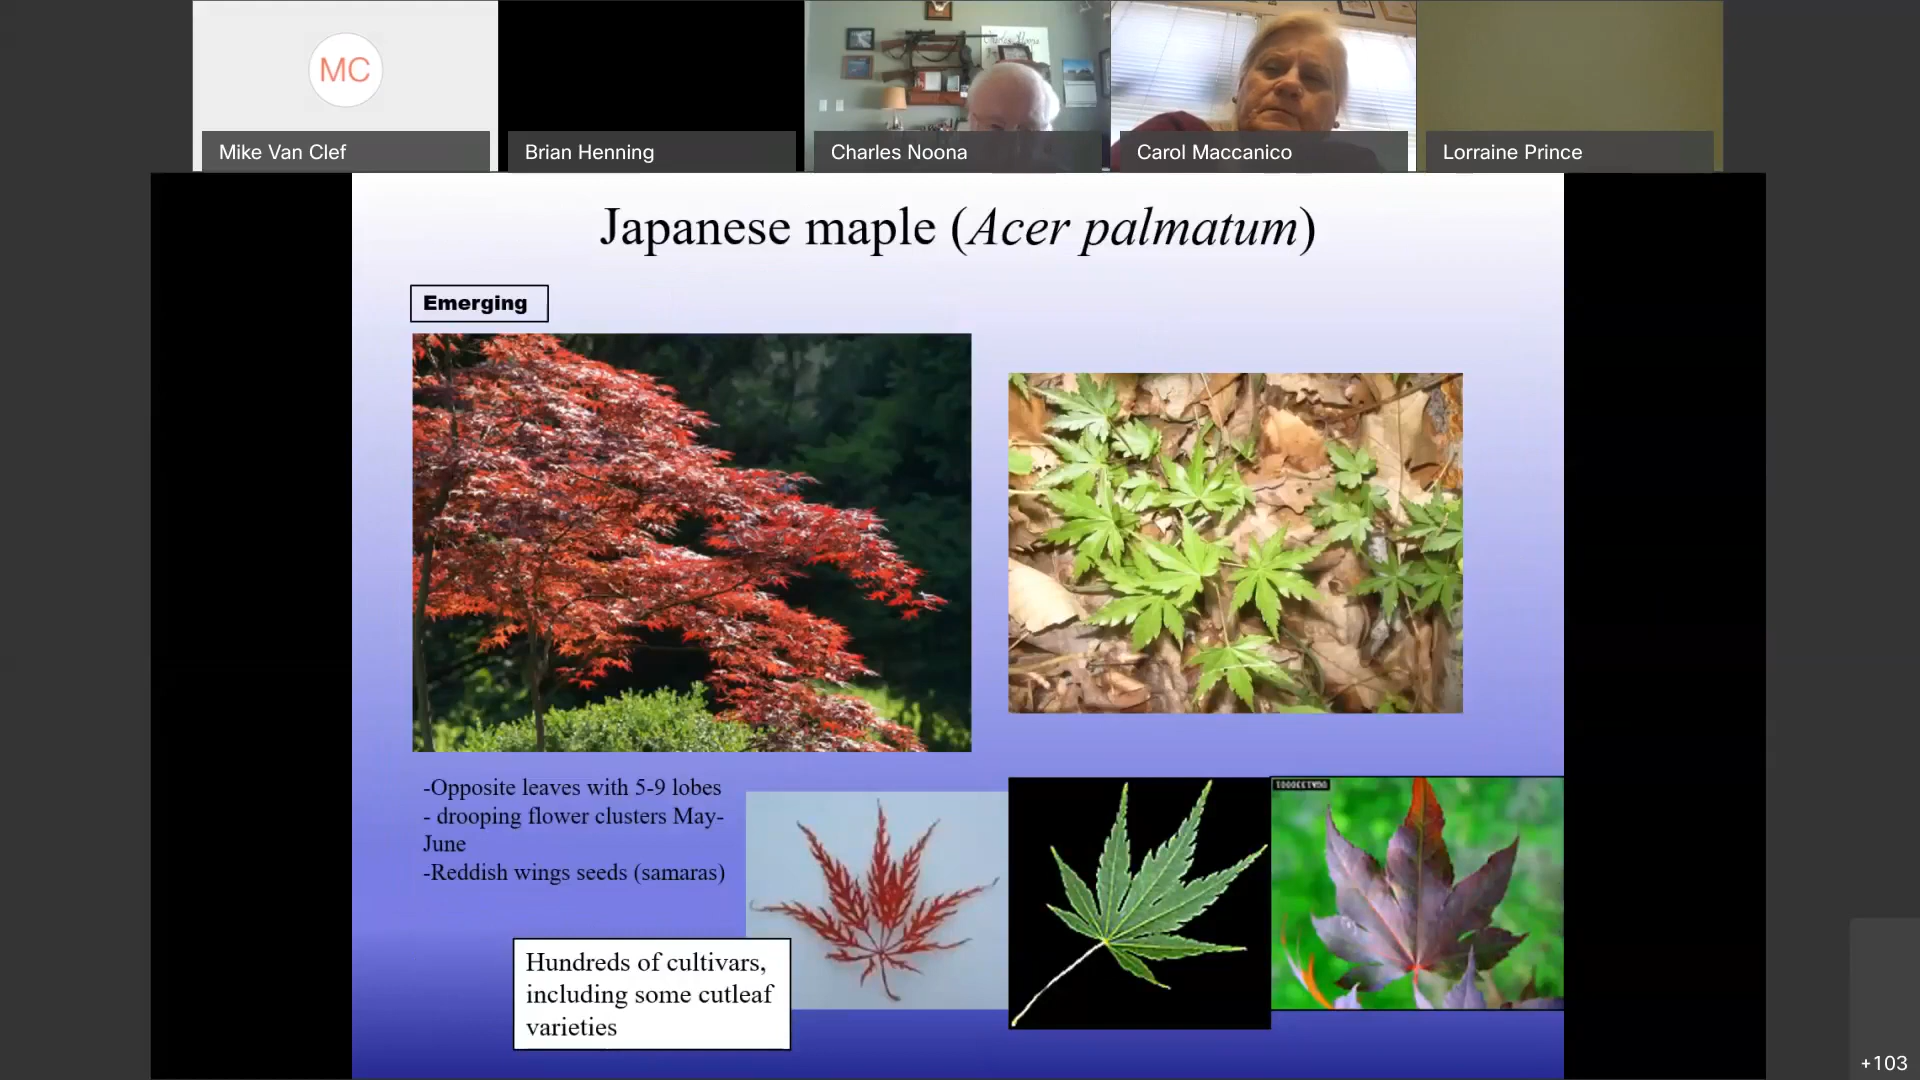 MC
Mike Van Clef
Brian Henning
Charles Noona
Carol Maccanico
Lorraine Prince
Japanese maple (Acer palmatum)
Emerging
-Opposite leaves with 5-9 lobes
- drooping flower clusters May-
June
-Reddish wings seeds (samaras)
Hundreds of cultivars,
including some cutleaf
varieties
+103